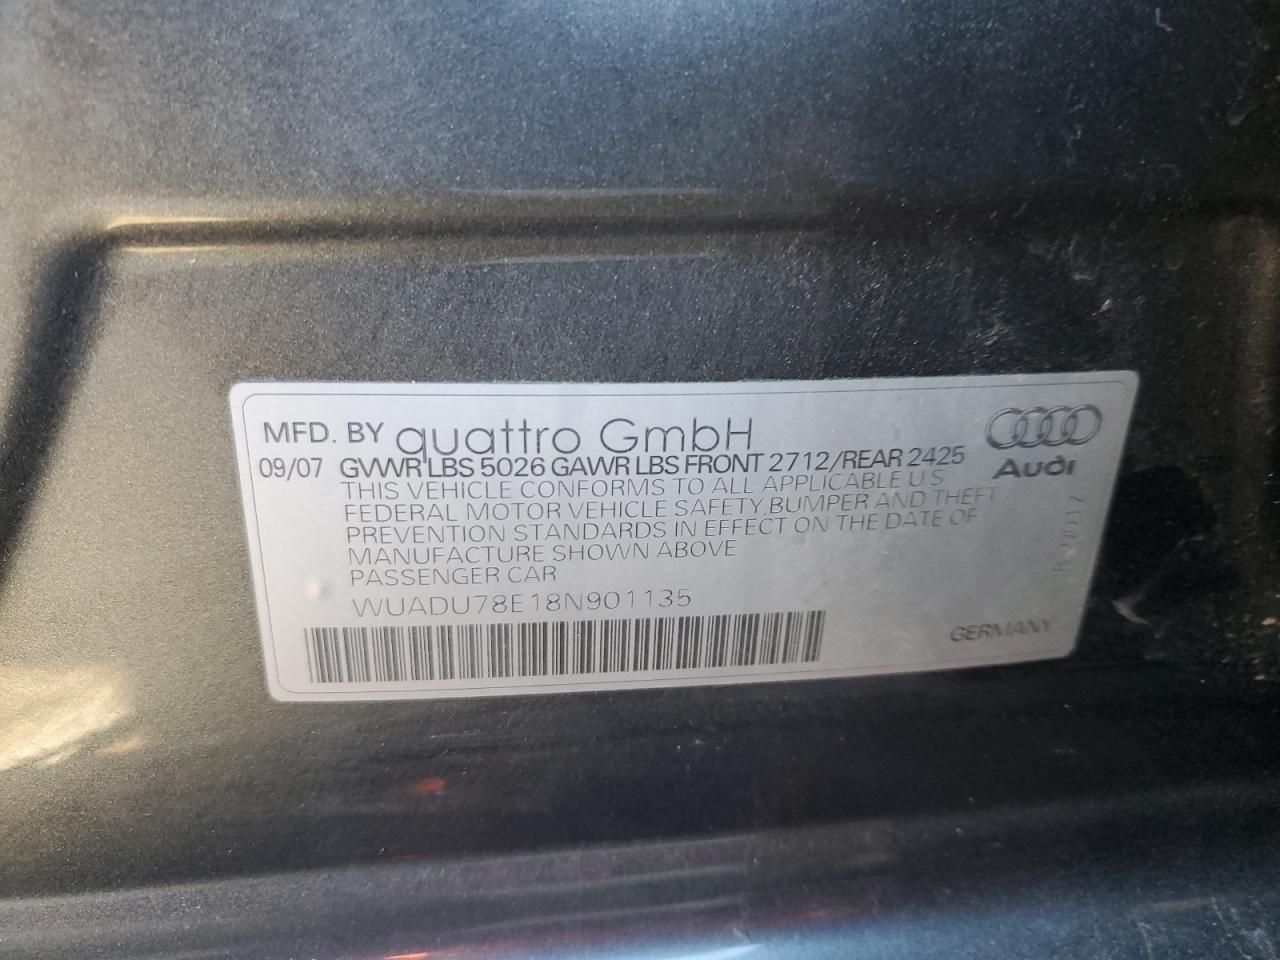 MFD. BY quattro GmbH
09/07 GVWR LBS 5026 GAWR LBS FRONT 2712/REAR 2425
Audi
THIS VEHICLE CONFORMS TO ALL APPLICABLE U S
FEDERAL MOTOR VEHICLE SAFETY, BUMPER AND THEFT
PREVENTION STANDARDS IN EFFECT ON THE DATE OF
MANUFACTURE SHOWN ABOVE
PASSENGER CAR
WUADU78E18N901135
GERMANY